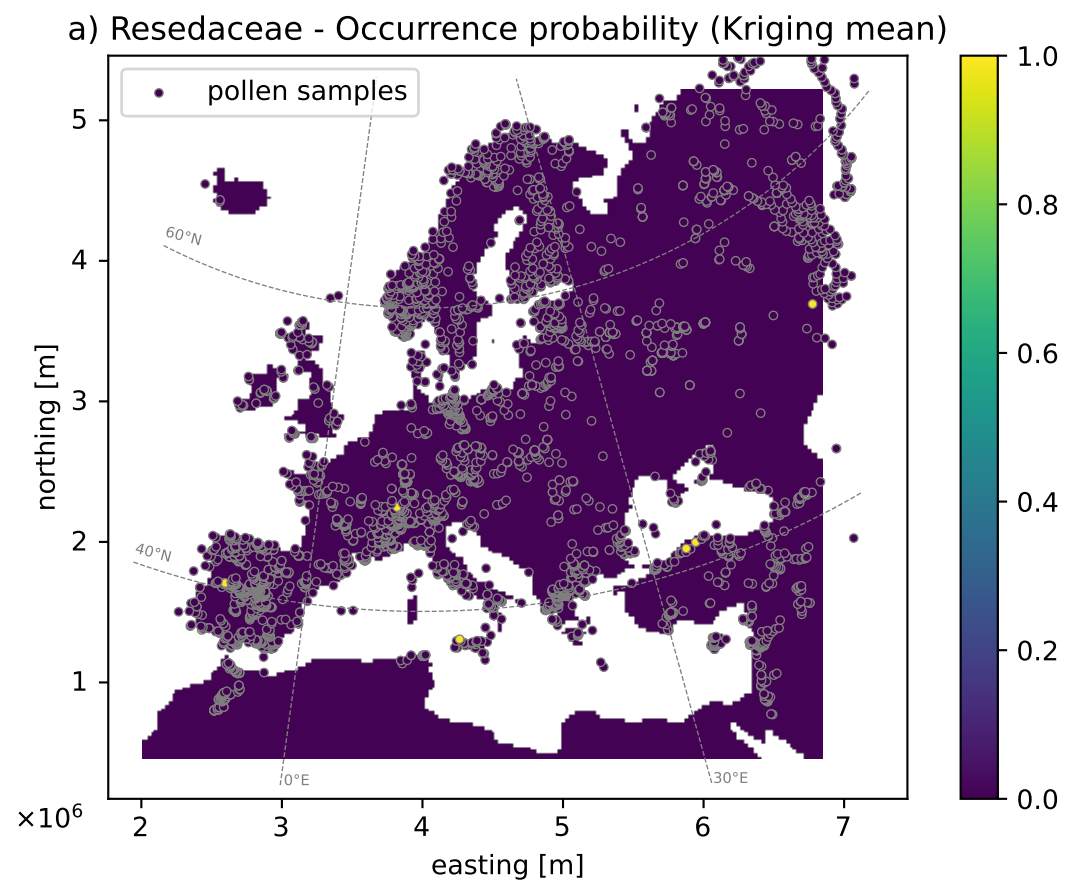 a) Resedaceae - Occurrence probability (Kriging mean)
pollen samples
1.0
0.8
0.6
0.4
0.2
0.0
5
4
3
2
1
northing [m]
60°N
40°N
0°E
30°E
×10⁶
2 3 4 5 6 7
easting [m]